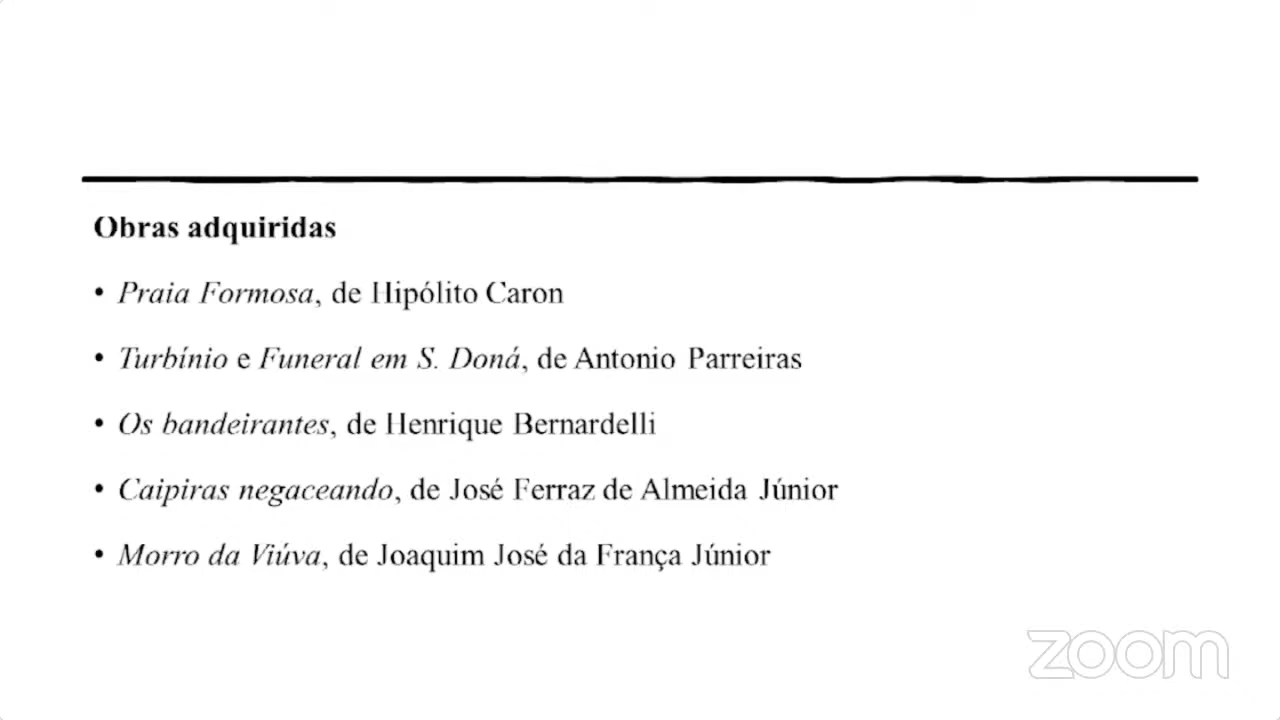 Obras adquiridas
• Praia Formosa, de Hipólito Caron
• Turbínio e Funeral em S. Doná, de Antonio Parreiras
• Os bandeirantes, de Henrique Bernardelli
• Caipiras negaceando, de José Ferraz de Almeida Júnior
• Morro da Viúva, de Joaquim José da França Júnior
zoom